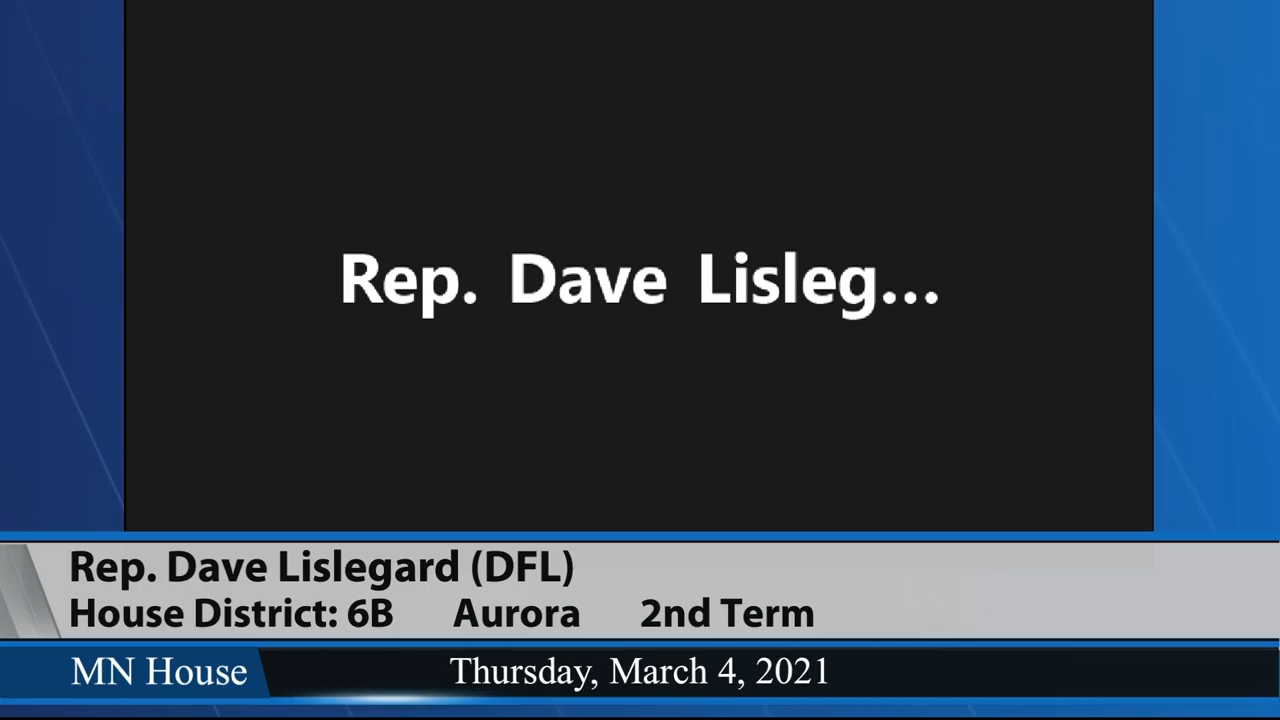 Rep. Dave Lisleg...
Rep. Dave Lislegard (DFL)
House District: 6B Aurora 2nd Term
MN House Thursday, March 4, 2021